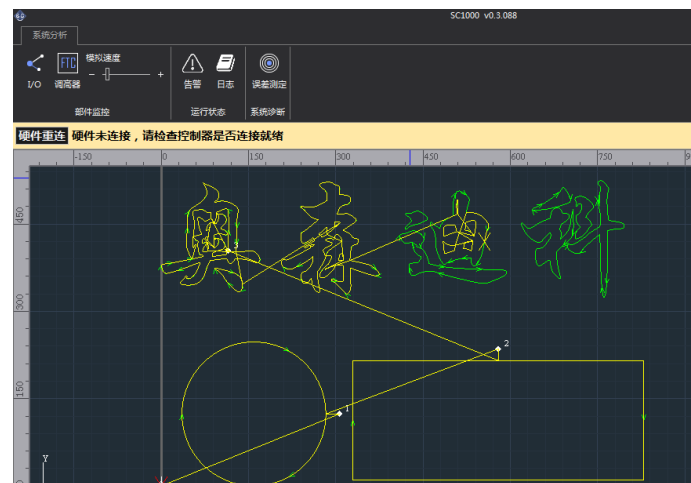 SC1000 v0.3.088
系统分析
模拟速度
- +
I/O 调高器 告警 日志 误差测定
部件监控 运行状态 系统诊断
硬件重连 硬件未连接，请检查控制器是否连接就绪
-150 0 150 300 450 600 750 9
450
奥森迪科
300
2
150
1
Y
0